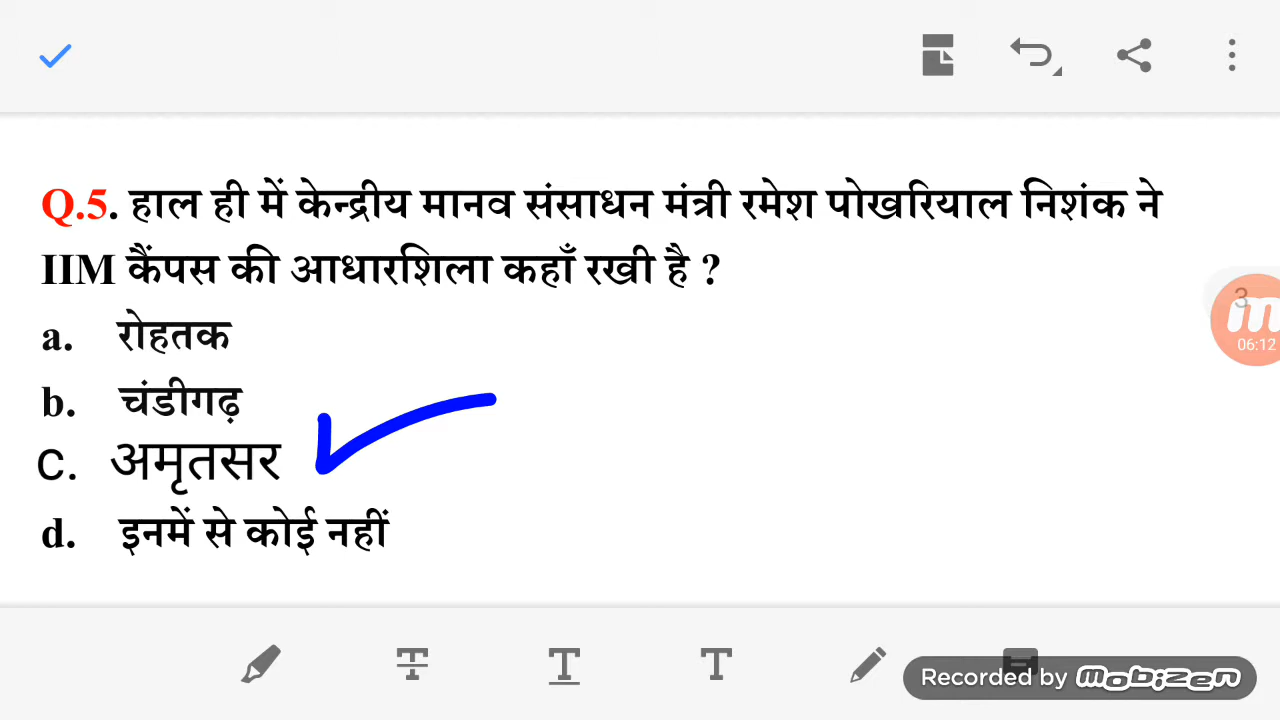 Q.5. हाल ही में केन्द्रीय मानव संसाधन मंत्री रमेश पोखरियाल निशंक ने
IIM कैंपस की आधारशिला कहाँ रखी है ?
3
06:12
a. रोहतक
b. चंडीगढ़
C. अमृतसर
d. इनमें से कोई नहीं
T T T
Recorded by mobizen